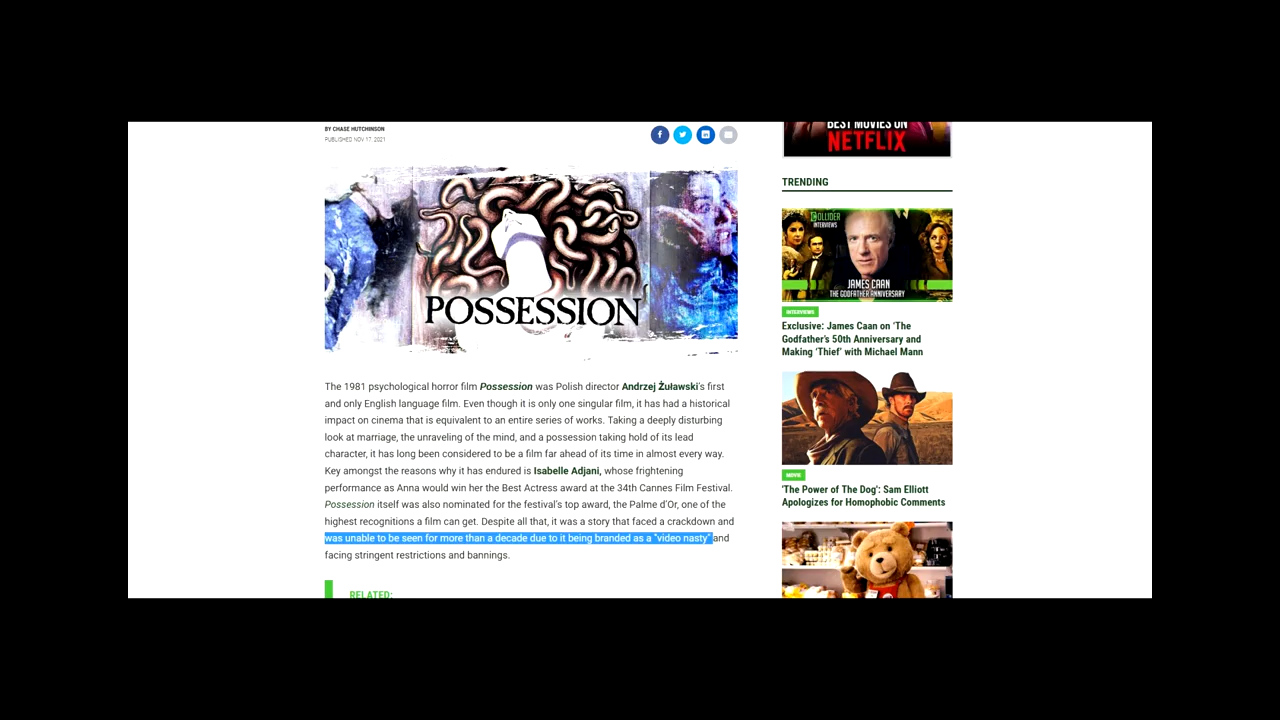 BY CHASE HUTCHINSON
PUBLISHED NOV 17, 2021
POSSESSION
The 1981 psychological horror film Possession was Polish director Andrzej Żuławski's first
and only English language film. Even though it is only one singular film, it has had a historical
impact on cinema that is equivalent to an entire series of works. Taking a deeply disturbing
look at marriage, the unraveling of the mind, and a possession taking hold of its lead
character, it has long been considered to be a film far ahead of its time in almost every way.
Key amongst the reasons why it has endured is Isabelle Adjani, whose frightening
performance as Anna would win her the Best Actress award at the 34th Cannes Film Festival.
Possession itself was also nominated for the festival's top award, the Palme d'Or, one of the
highest recognitions a film can get. Despite all that, it was a story that faced a crackdown and
was unable to be seen for more than a decade due to it being branded as a "video nasty" and
facing stringent restrictions and bannings.
RELATED:
BEST MOVIES ON
NETFLIX
TRENDING
COLLIDER
INTERVIEWS
JAMES CAAN
THE GODFATHER ANNIVERSARY
INTERVIEWS
Exclusive: James Caan on 'The
Godfather's 50th Anniversary and
Making 'Thief' with Michael Mann
MOVIE
'The Power of The Dog': Sam Elliott
Apologizes for Homophobic Comments